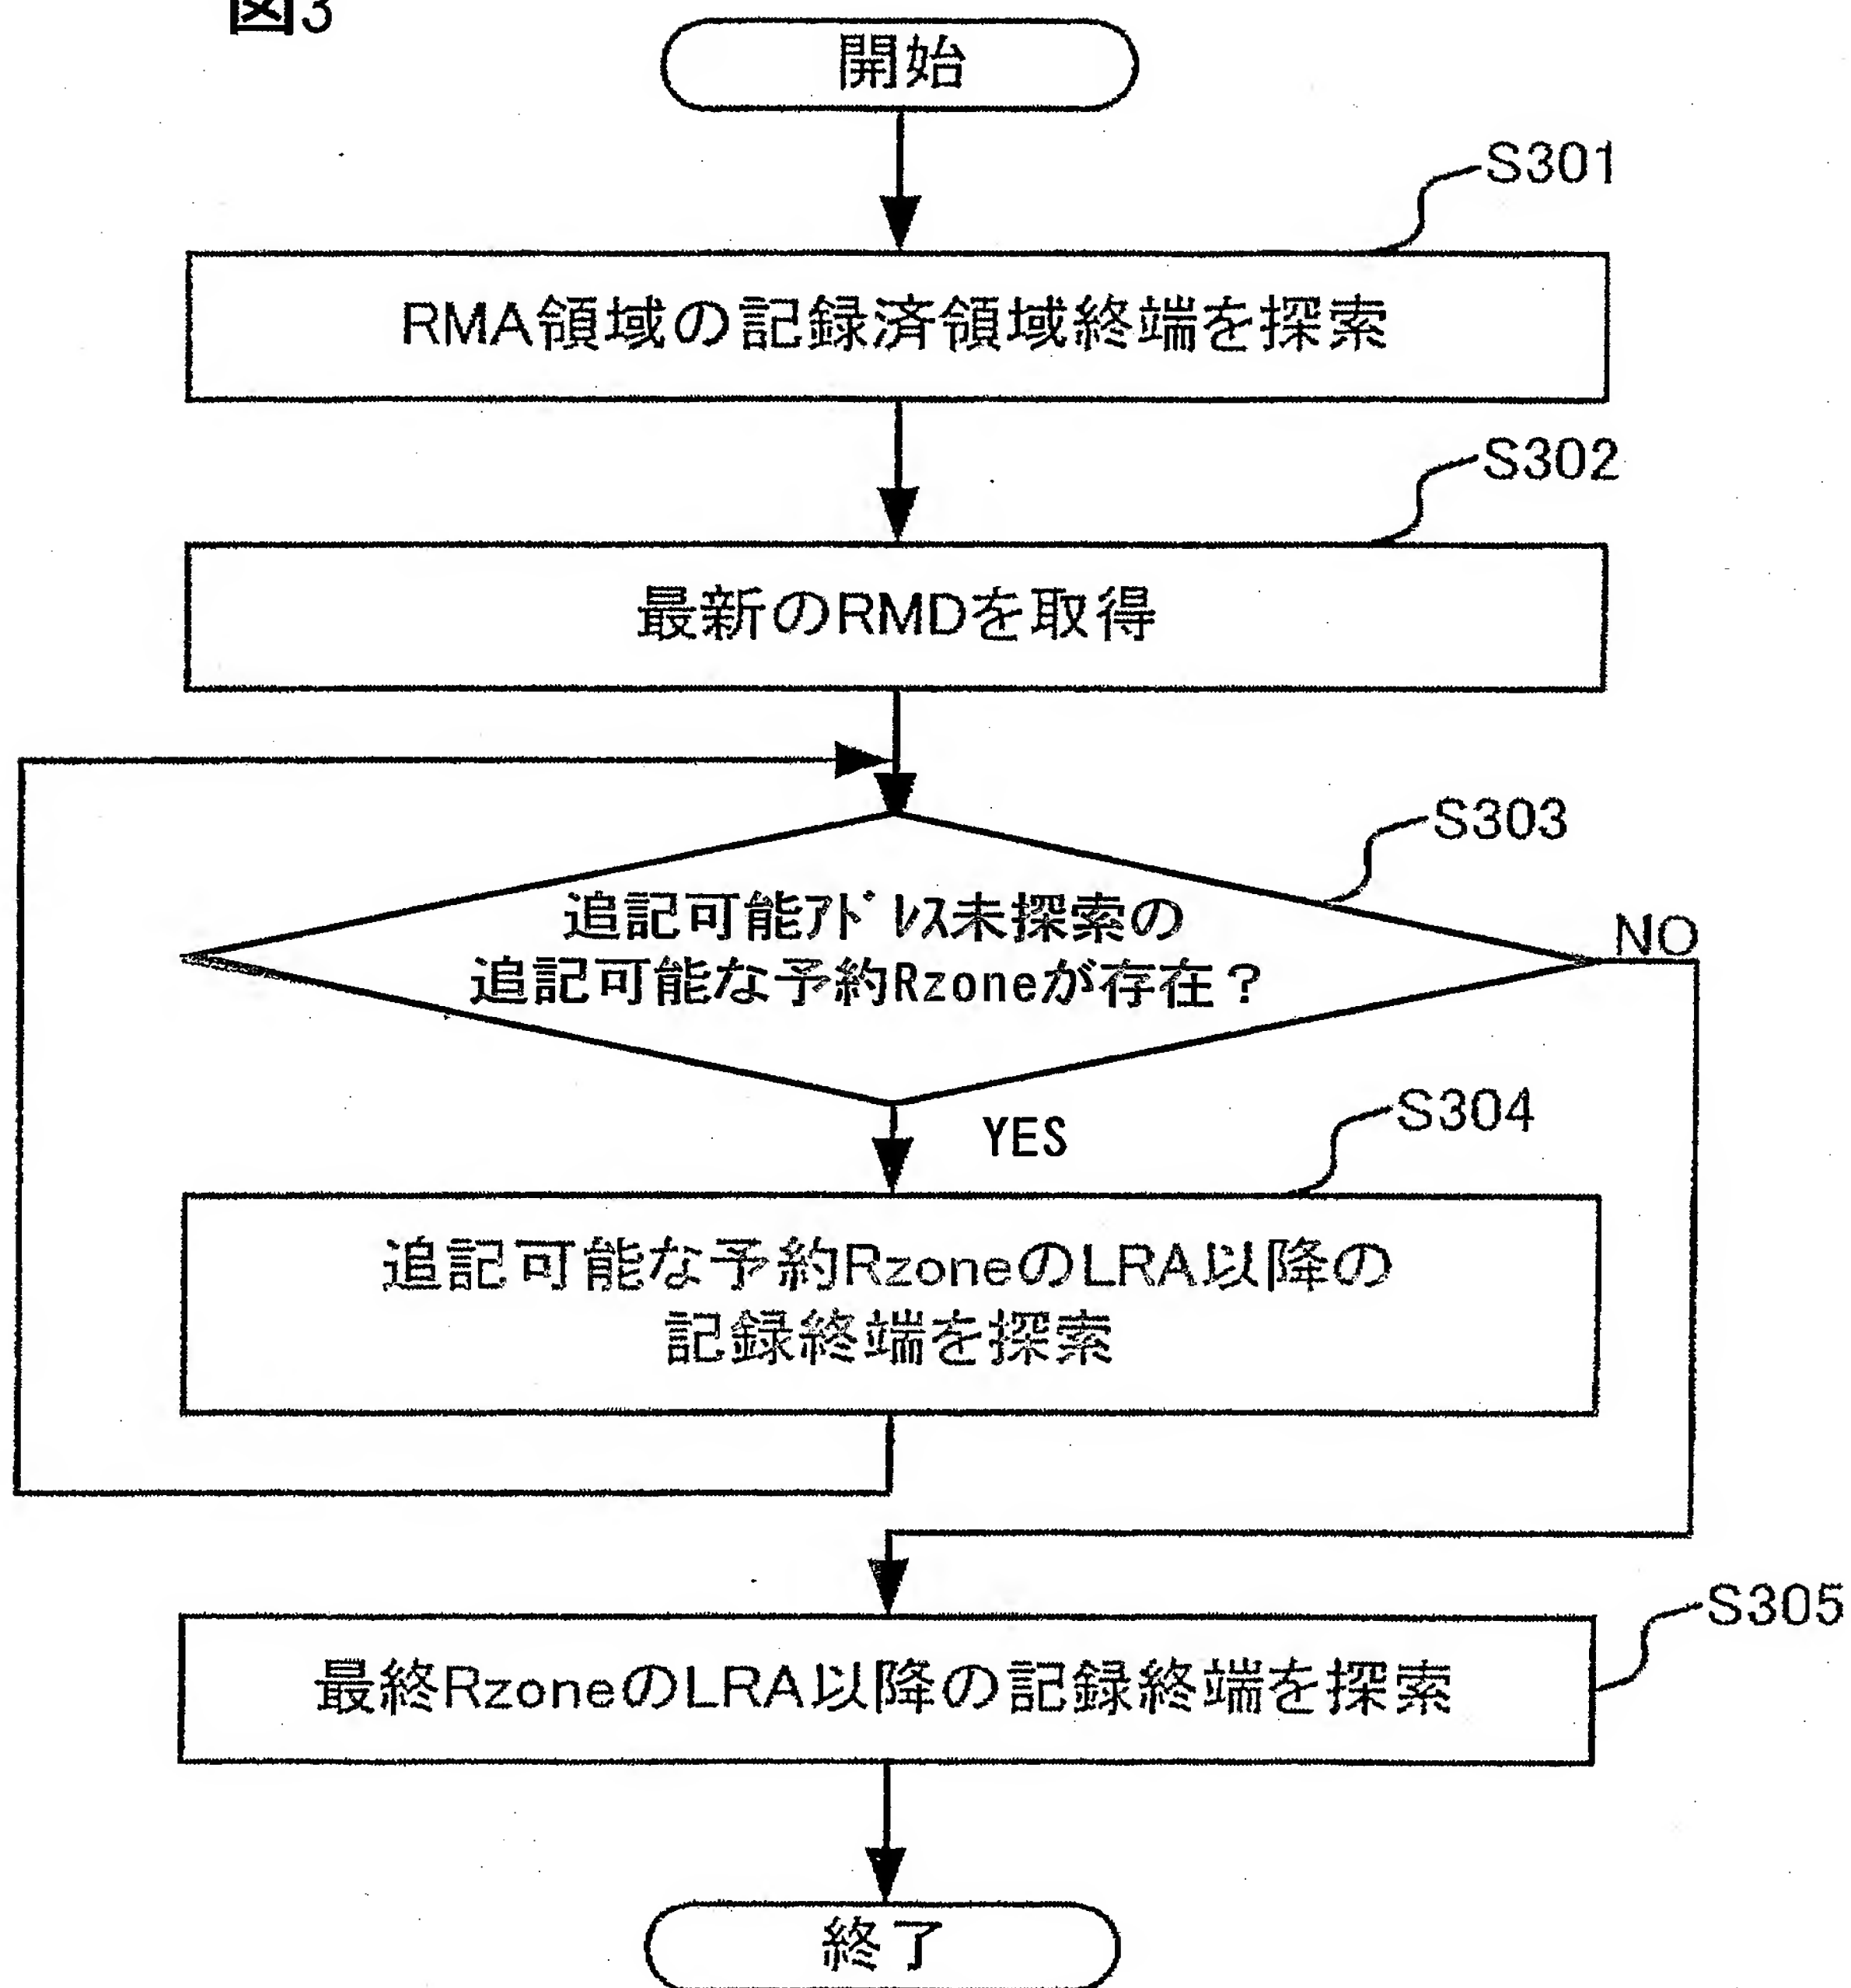 図3
開始
S301
RMA領域の記録済領域終端を探索
S302
最新のRMDを取得
S303
追記可能ｱﾄﾞﾚｽ未探索の
追記可能な予約Rzoneが存在？
NO
YES
S304
追記可能な予約RzoneのLRA以降の
記録終端を探索
S305
最終RzoneのLRA以降の記録終端を探索
終了